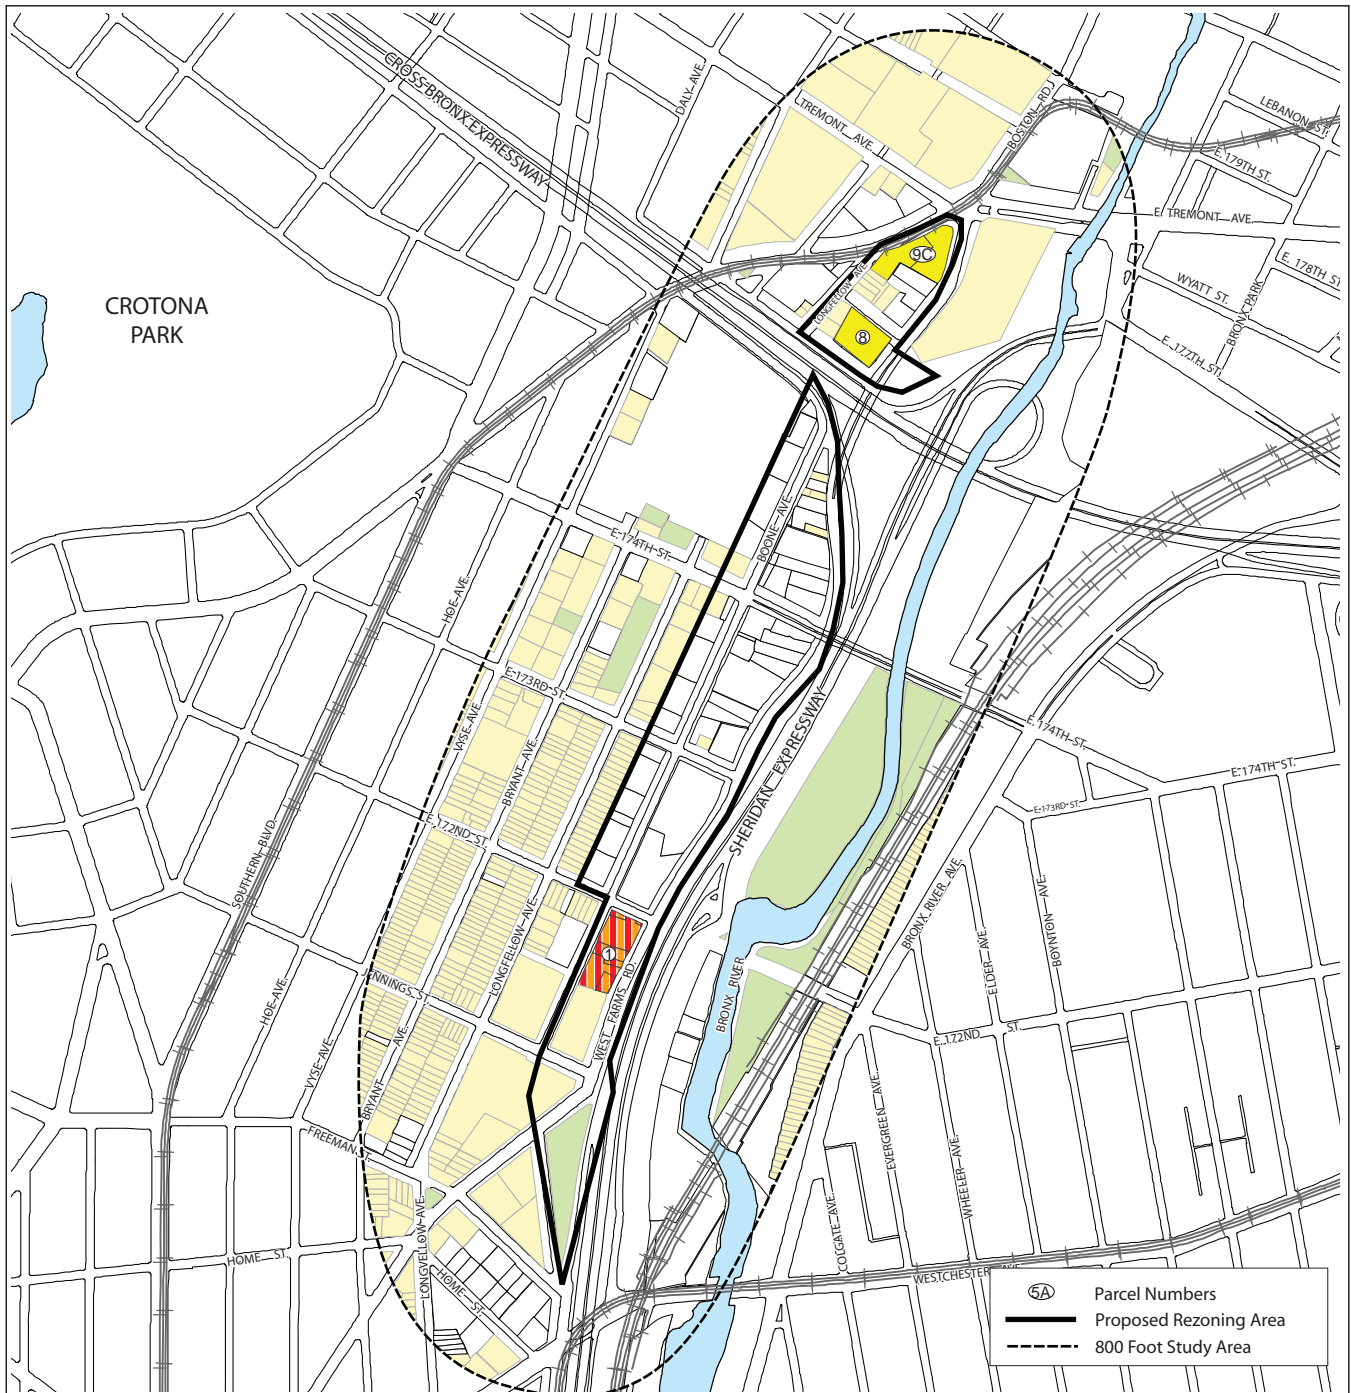 CROSS BRONX EXPRESSWAY
DALY AVE.
TREMONT AVE.
BOSTON RD.
LEBANON ST.
E. 179TH ST.
E. TREMONT AVE.
E. 178TH ST.
WYATT ST.
BRONX PARK
E. 177TH ST.
CROTONA
PARK
LONGFELLOW AVE.
9C
8
BOONE AVE.
E. 174TH ST.
HOE AVE.
E. 173RD ST.
VYSE AVE.
BRYANT AVE.
E. 172ND ST.
SHERIDAN EXPRESSWAY
E. 174TH ST.
E. 174TH ST.
E. 173RD ST.
SOUTHERN BLVD
LONGFELLOW AVE.
BRONX RIVER AVE.
ELDER AVE.
BOYNTON AVE.
1
JENNINGS ST.
HOE AVE.
WEST FARMS RD.
BRONX RIVER
E. 172ND ST.
VYSE AVE.
BRYANT AVE.
FREEMAN ST.
EVERGREEN AVE.
WHEELER AVE.
COLGATE AVE.
LONGVELLOW AVE.
HOME ST.
HOME ST.
WESTCHESTER AVE
5A Parcel Numbers
Proposed Rezoning Area
800 Foot Study Area